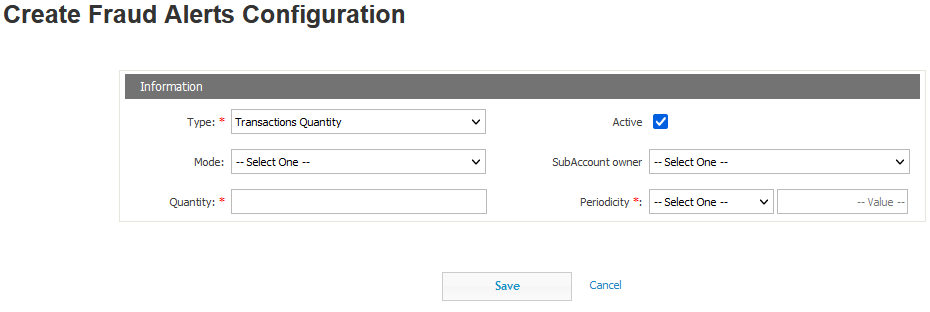 Create Fraud Alerts Configuration
Information
Type: * Transactions Quantity Active
Mode: -- Select One -- SubAccount owner -- Select One --
Quantity: * Periodicity *: -- Select One -- -- Value --
Save Cancel